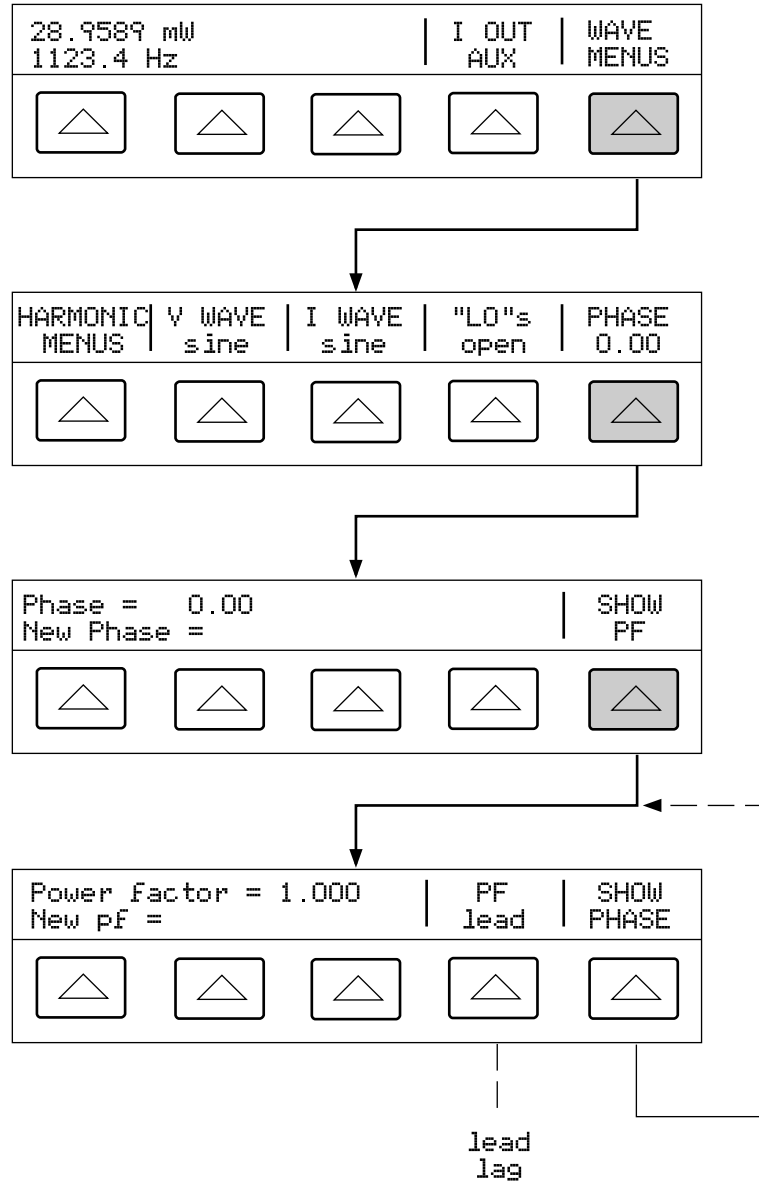 28.9589 mW
1123.4 Hz
I OUT
AUX
WAVE
MENUS
HARMONIC
MENUS
V WAVE
sine
I WAVE
sine
"LO"s
open
PHASE
0.00
Phase = 0.00
New Phase =
SHOW
PF
Power factor = 1.000
New pf =
PF
lead
SHOW
PHASE
lead
lag